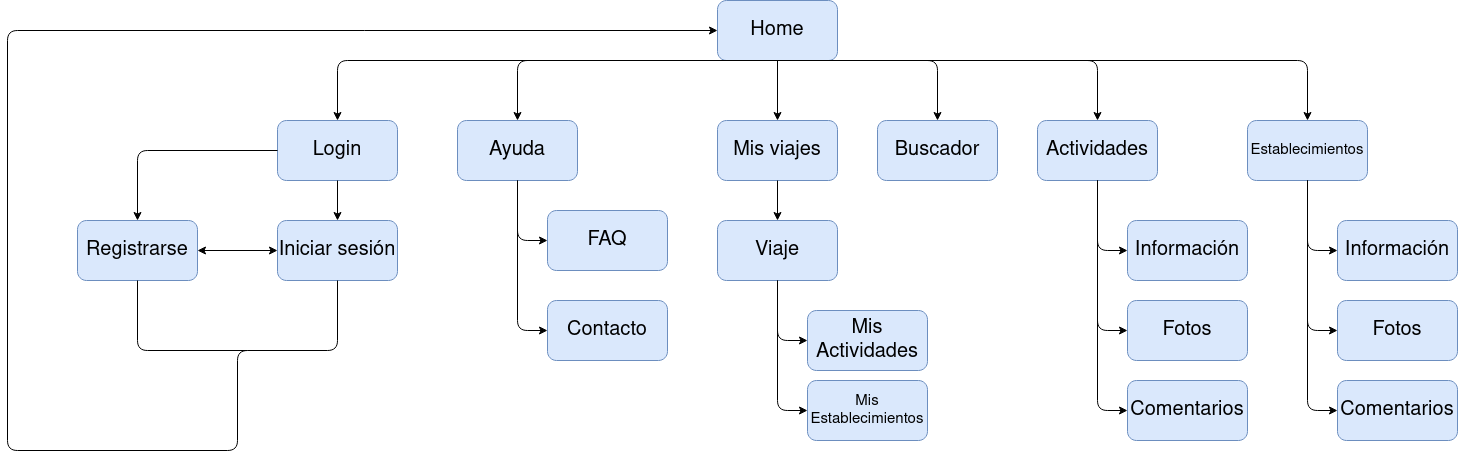 Home
Login
Ayuda
Mis viajes
Buscador
Actividades
Establecimientos
Registrarse
Iniciar sesión
FAQ
Viaje
Información
Información
Contacto
Mis
Actividades
Fotos
Fotos
Mis
Establecimientos
Comentarios
Comentarios